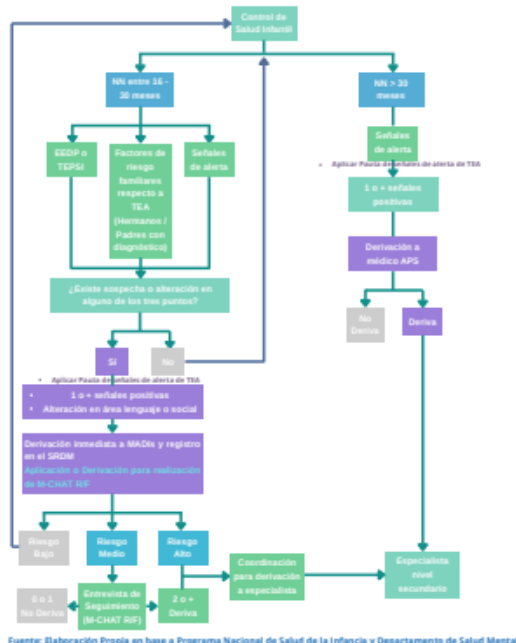 Control de
Salud Infantil
NN entre 16 -
30 meses
NN > 30
meses
EEDP o
TEPSI
Factores de
riesgo
familiares
respecto a
TEA
(Hermanos /
Padres con
diagnóstico)
Señales
de alerta
Señales
de alerta
• Aplicar Pauta de señales de alerta de TEA
1 o + señales
positivas
Derivación a
médico APS
No
Deriva
Deriva
¿Existe sospecha o alteración en
alguno de los tres puntos?
Sí
No
• Aplicar Pauta de señales de alerta de TEA
• 1 o + señales positivas
• Alteración en área lenguaje o social
Derivación inmediata a MADIs y registro
en el SRDM
Aplicación o Derivación para realización
de M-CHAT R/F
Riesgo
Bajo
Riesgo
Medio
Riesgo
Alto
0 o 1
No Deriva
Entrevista de
Seguimiento
(M-CHAT R/F)
2 o +
Deriva
Coordinación
para derivación
a especialista
Especialista
nivel
secundario
Fuente: Elaboración Propia en base a Programa Nacional de Salud de la Infancia y Departamento de Salud